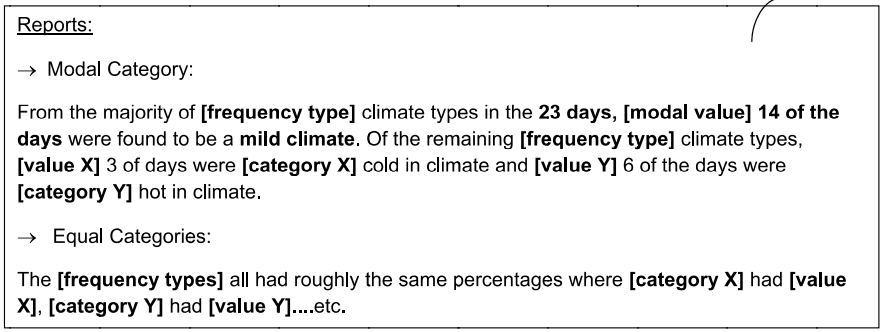 Reports:
→ Modal Category:
From the majority of [frequency type] climate types in the 23 days, [modal value] 14 of the
days were found to be a mild climate. Of the remaining [frequency type] climate types,
[value X] 3 of days were [category X] cold in climate and [value Y] 6 of the days were
[category Y] hot in climate.
→ Equal Categories:
The [frequency types] all had roughly the same percentages where [category X] had [value
X], [category Y] had [value Y]....etc.